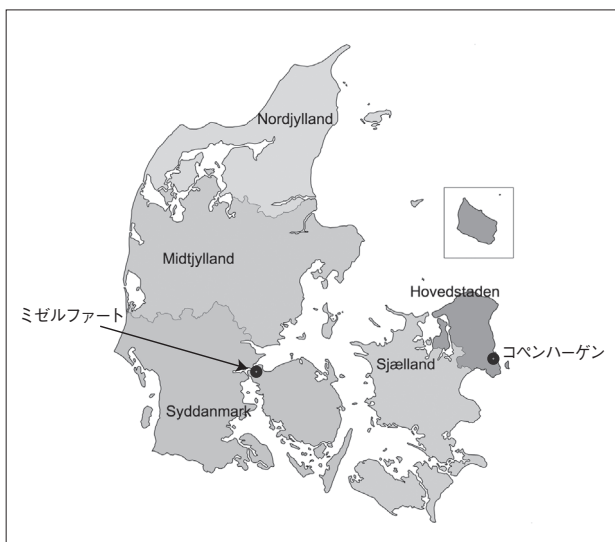 Nordjylland
Midtjylland
Hovedstaden
ミゼルファート
コペンハーゲン
Sjælland
Syddanmark